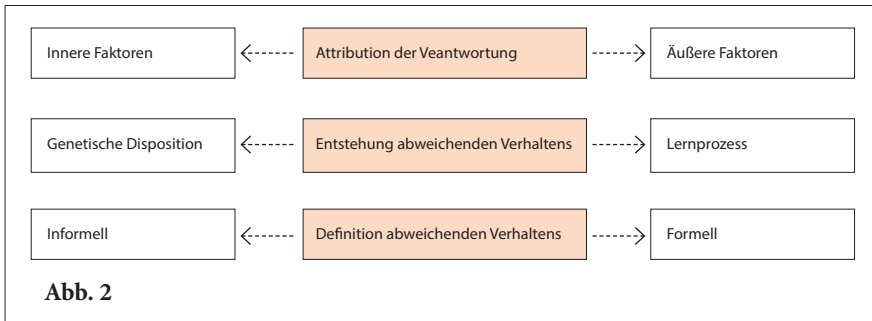 Innere Faktoren Attribution der Veantwortung Äußere Faktoren
Genetische Disposition Entstehung abweichenden Verhaltens Lernprozess
Informell Definition abweichenden Verhaltens Formell
Abb. 2